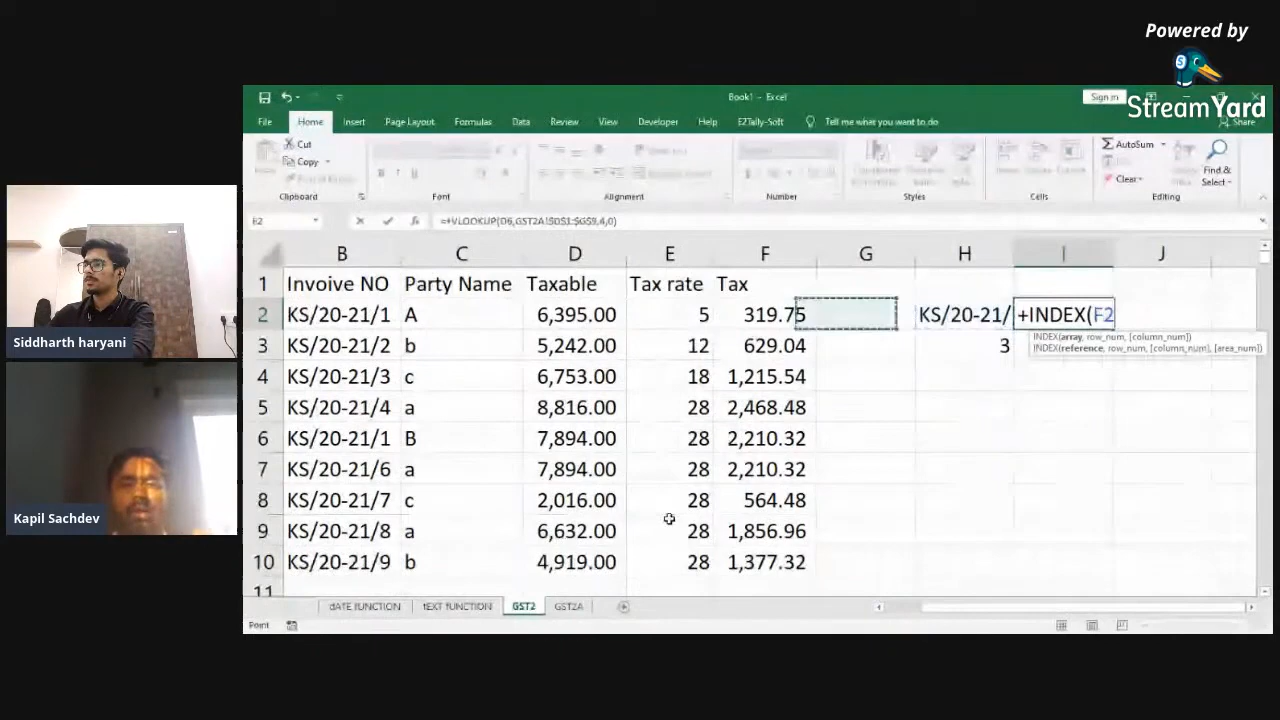 Powered by
StreamYard
Book1 - Excel
Sign in
File Home Insert Page Layout Formulas Data Review View Developer Help EZTally-Soft Tell me what you want to do Share
Cut
Copy
AutoSum
Clear
Find & Select
Clipboard Font Alignment Number Styles Cells Editing
E2 =+VLOOKUP(D6,GST2A!$D$1:$G$9,4,0)
B C D E F G H I J
1 Invoive NO Party Name Taxable Tax rate Tax
2 KS/20-21/1 A 6,395.00 5 319.75 KS/20-21/ +INDEX(F2
INDEX(array, row_num, [column_num])
INDEX(reference, row_num, [column_num], [area_num])
3 KS/20-21/2 b 5,242.00 12 629.04 3
4 KS/20-21/3 c 6,753.00 18 1,215.54
5 KS/20-21/4 a 8,816.00 28 2,468.48
6 KS/20-21/1 B 7,894.00 28 2,210.32
7 KS/20-21/6 a 7,894.00 28 2,210.32
8 KS/20-21/7 c 2,016.00 28 564.48
9 KS/20-21/8 a 6,632.00 28 1,856.96
10 KS/20-21/9 b 4,919.00 28 1,377.32
11
dATE FUNCTION tEXT FUNCTION GST2 GST2A
Point
Siddharth haryani
Kapil Sachdev